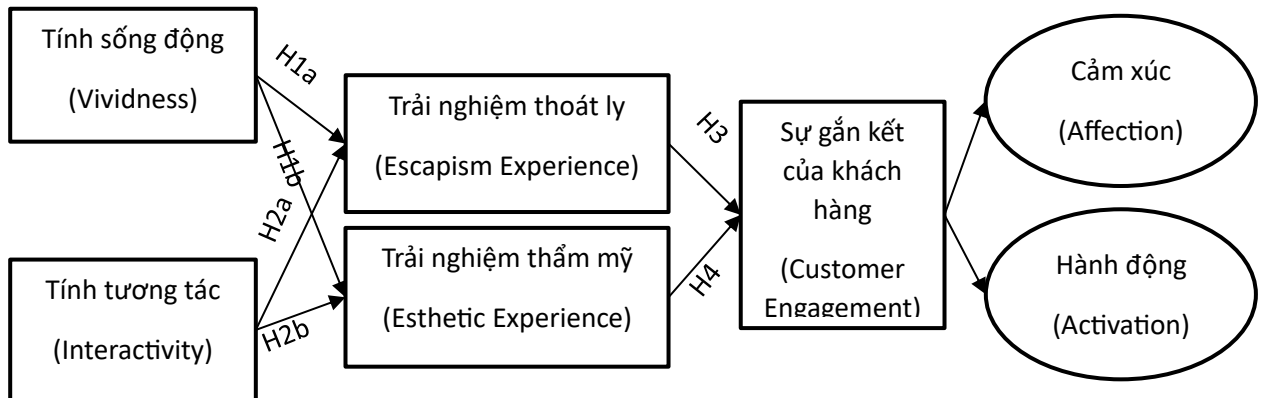 Tính sống động
(Vividness)
H1a
H1b
H2a
H2b
Tính tương tác
(Interactivity)
Trải nghiệm thoát ly
(Escapism Experience)
Trải nghiệm thẩm mỹ
(Esthetic Experience)
H3
H4
Sự gắn kết
của khách
hàng
(Customer
Engagement)
Cảm xúc
(Affection)
Hành động
(Activation)